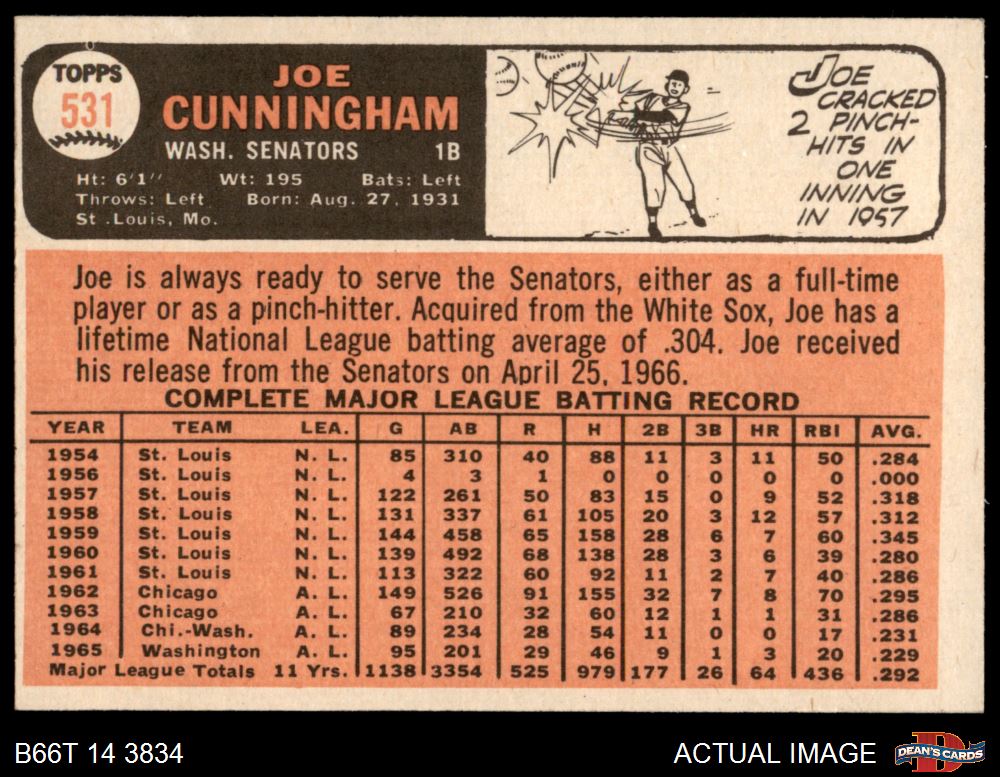 TOPPS
531
JOE
CUNNINGHAM
WASH. SENATORS 1B
Ht: 6'1'' Wt: 195 Bats: Left
Throws: Left Born: Aug. 27, 1931
St .Louis, Mo.
JOE
CRACKED
2 PINCH-
HITS IN
ONE
INNING
IN 1957
Joe is always ready to serve the Senators, either as a full-time
player or as a pinch-hitter. Acquired from the White Sox, Joe has a
lifetime National League batting average of .304. Joe received
his release from the Senators on April 25, 1966.
COMPLETE MAJOR LEAGUE BATTING RECORD
YEAR TEAM LEA. G AB R H 2B 3B HR RBI AVG.
1954 St. Louis N. L. 85 310 40 88 11 3 11 50 .284
1956 St. Louis N. L. 4 3 1 0 0 0 0 0 .000
1957 St. Louis N. L. 122 261 50 83 15 0 9 52 .318
1958 St. Louis N. L. 131 337 61 105 20 3 12 57 .312
1959 St. Louis N. L. 144 458 65 158 28 6 7 60 .345
1960 St. Louis N. L. 139 492 68 138 28 3 6 39 .280
1961 St. Louis N. L. 113 322 60 92 11 2 7 40 .286
1962 Chicago A. L. 149 526 91 155 32 7 8 70 .295
1963 Chicago A. L. 67 210 32 60 12 1 1 31 .286
1964 Chi.-Wash. A. L. 89 234 28 54 11 0 0 17 .231
1965 Washington A. L. 95 201 29 46 9 1 3 20 .229
Major League Totals 11 Yrs. 1138 3354 525 979 177 26 64 436 .292
B66T 14 3834 ACTUAL IMAGE DEAN'S CARDS